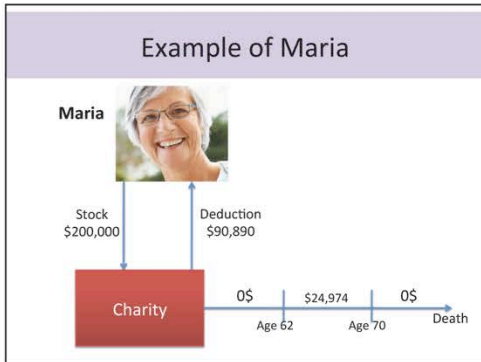 Example of Maria
Maria
Stock
$200,000
Deduction
$90,890
Charity
0$
$24,974
0$
Age 62
Age 70
Death